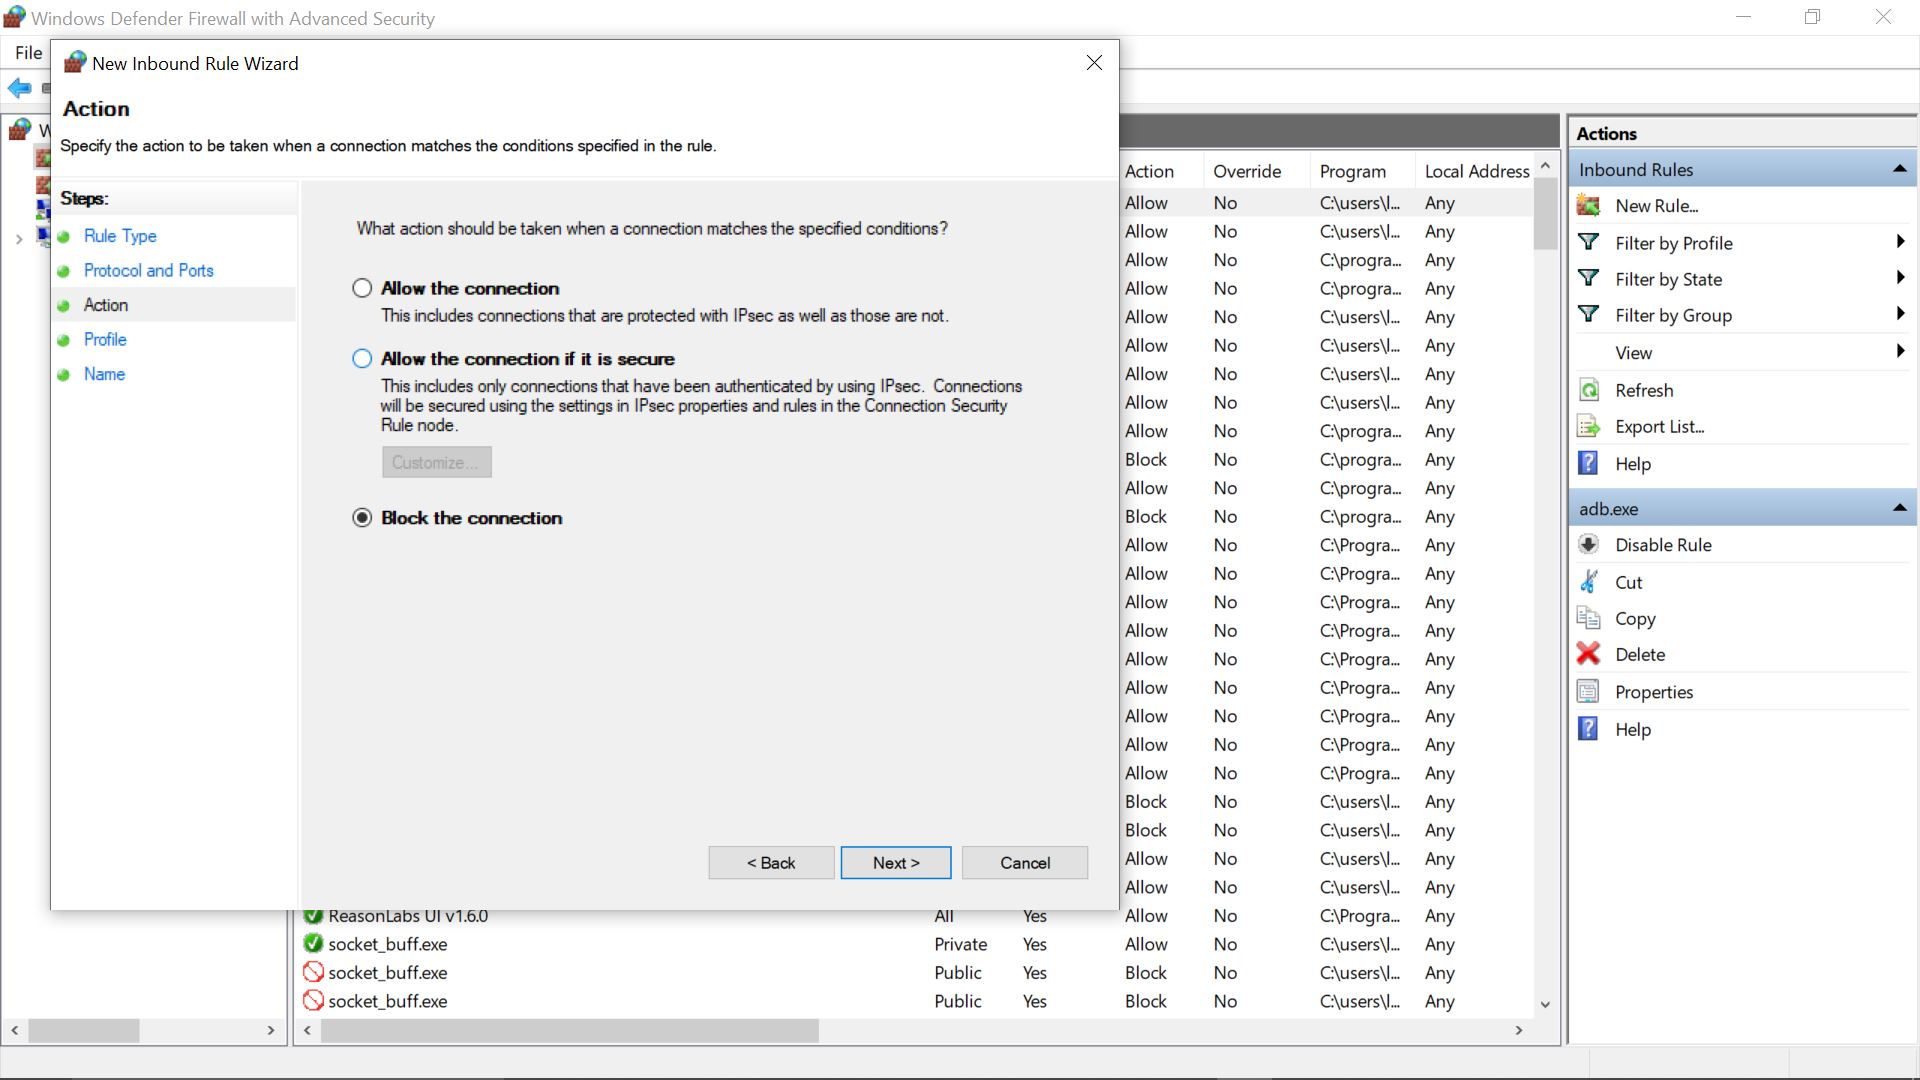 Windows Defender Firewall with Advanced Security
File
New Inbound Rule Wizard
Action
Specify the action to be taken when a connection matches the conditions specified in the rule.
Steps:
Rule Type
Protocol and Ports
Action
Profile
Name
What action should be taken when a connection matches the specified conditions?
Allow the connection
This includes connections that are protected with IPsec as well as those are not.
Allow the connection if it is secure
This includes only connections that have been authenticated by using IPsec. Connections
will be secured using the settings in IPsec properties and rules in the Connection Security
Rule node.
Customize...
Block the connection
< Back Next > Cancel
Action Override Program Local Address
Allow No C:\users\l... Any
Allow No C:\users\l... Any
Allow No C:\progra... Any
Allow No C:\progra... Any
Allow No C:\users\l... Any
Allow No C:\users\l... Any
Allow No C:\users\l... Any
Allow No C:\users\l... Any
Allow No C:\progra... Any
Block No C:\progra... Any
Allow No C:\progra... Any
Block No C:\progra... Any
Allow No C:\Progra... Any
Allow No C:\Progra... Any
Allow No C:\Progra... Any
Allow No C:\Progra... Any
Allow No C:\Progra... Any
Allow No C:\Progra... Any
Allow No C:\Progra... Any
Allow No C:\Progra... Any
Allow No C:\Progra... Any
Block No C:\users\l... Any
Block No C:\users\l... Any
Allow No C:\users\l... Any
Allow No C:\users\l... Any
ReasonLabs UI v1.6.0 All Yes Allow No C:\Progra... Any
socket_buff.exe Private Yes Allow No C:\users\l... Any
socket_buff.exe Public Yes Block No C:\users\l... Any
socket_buff.exe Public Yes Block No C:\users\l... Any
Actions
Inbound Rules
New Rule...
Filter by Profile
Filter by State
Filter by Group
View
Refresh
Export List...
Help
adb.exe
Disable Rule
Cut
Copy
Delete
Properties
Help